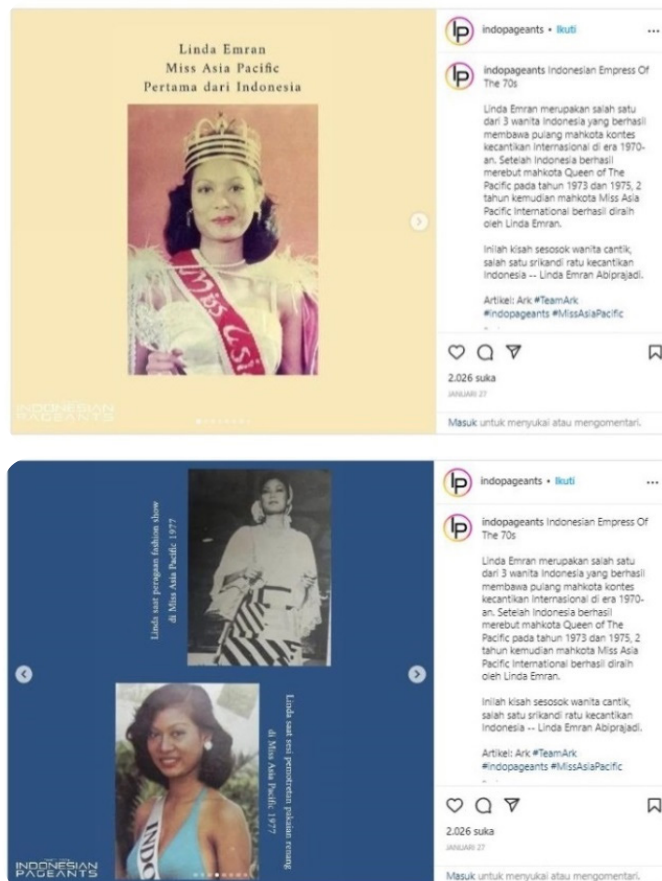 Linda Emran
Miss Asia Pacific
Pertama dari Indonesia
Miss Asi
INDONESIAN
PAGEANTS
indopageants • Ikuti
indopageants Indonesian Empress Of
The 70s
Linda Emran merupakan salah satu
dari 3 wanita Indonesia yang berhasil
membawa pulang mahkota kontes
kecantikan Internasional di era 1970-
an. Setelah Indonesia berhasil
merebut mahkota Queen of The
Pacific pada tahun 1973 dan 1975, 2
tahun kemudian mahkota Miss Asia
Pacific International berhasil diraih
oleh Linda Emran.
Inilah kisah sesosok wanita cantik,
salah satu srikandi ratu kecantikan
Indonesia -- Linda Emran Abiprajadi.
Artikel: Ark #TeamArk
#Indopageants #MissAsiaPacific
2.026 suka
JANUARI 27
Masuk untuk menyukai atau mengomentari.
Linda saat peragaan fashion show
di Miss Asia Pacific 1977
Linda saat sesi pemotretan pakaian renang
di Miss Asia Pacific 1977
INDO
INDONESIAN
PAGEANTS
indopageants • Ikuti
indopageants Indonesian Empress Of
The 70s
Linda Emran merupakan salah satu
dari 3 wanita Indonesia yang berhasil
membawa pulang mahkota kontes
kecantikan Internasional di era 1970-
an. Setelah Indonesia berhasil
merebut mahkota Queen of The
Pacific pada tahun 1973 dan 1975, 2
tahun kemudian mahkota Miss Asia
Pacific International berhasil diraih
oleh Linda Emran.
Inilah kisah sesosok wanita cantik,
salah satu srikandi ratu kecantikan
Indonesia -- Linda Emran Abiprajadi.
Artikel: Ark #TeamArk
#Indopageants #MissAsiaPacific
2.026 suka
JANUARI 27
Masuk untuk menyukai atau mengomentari.